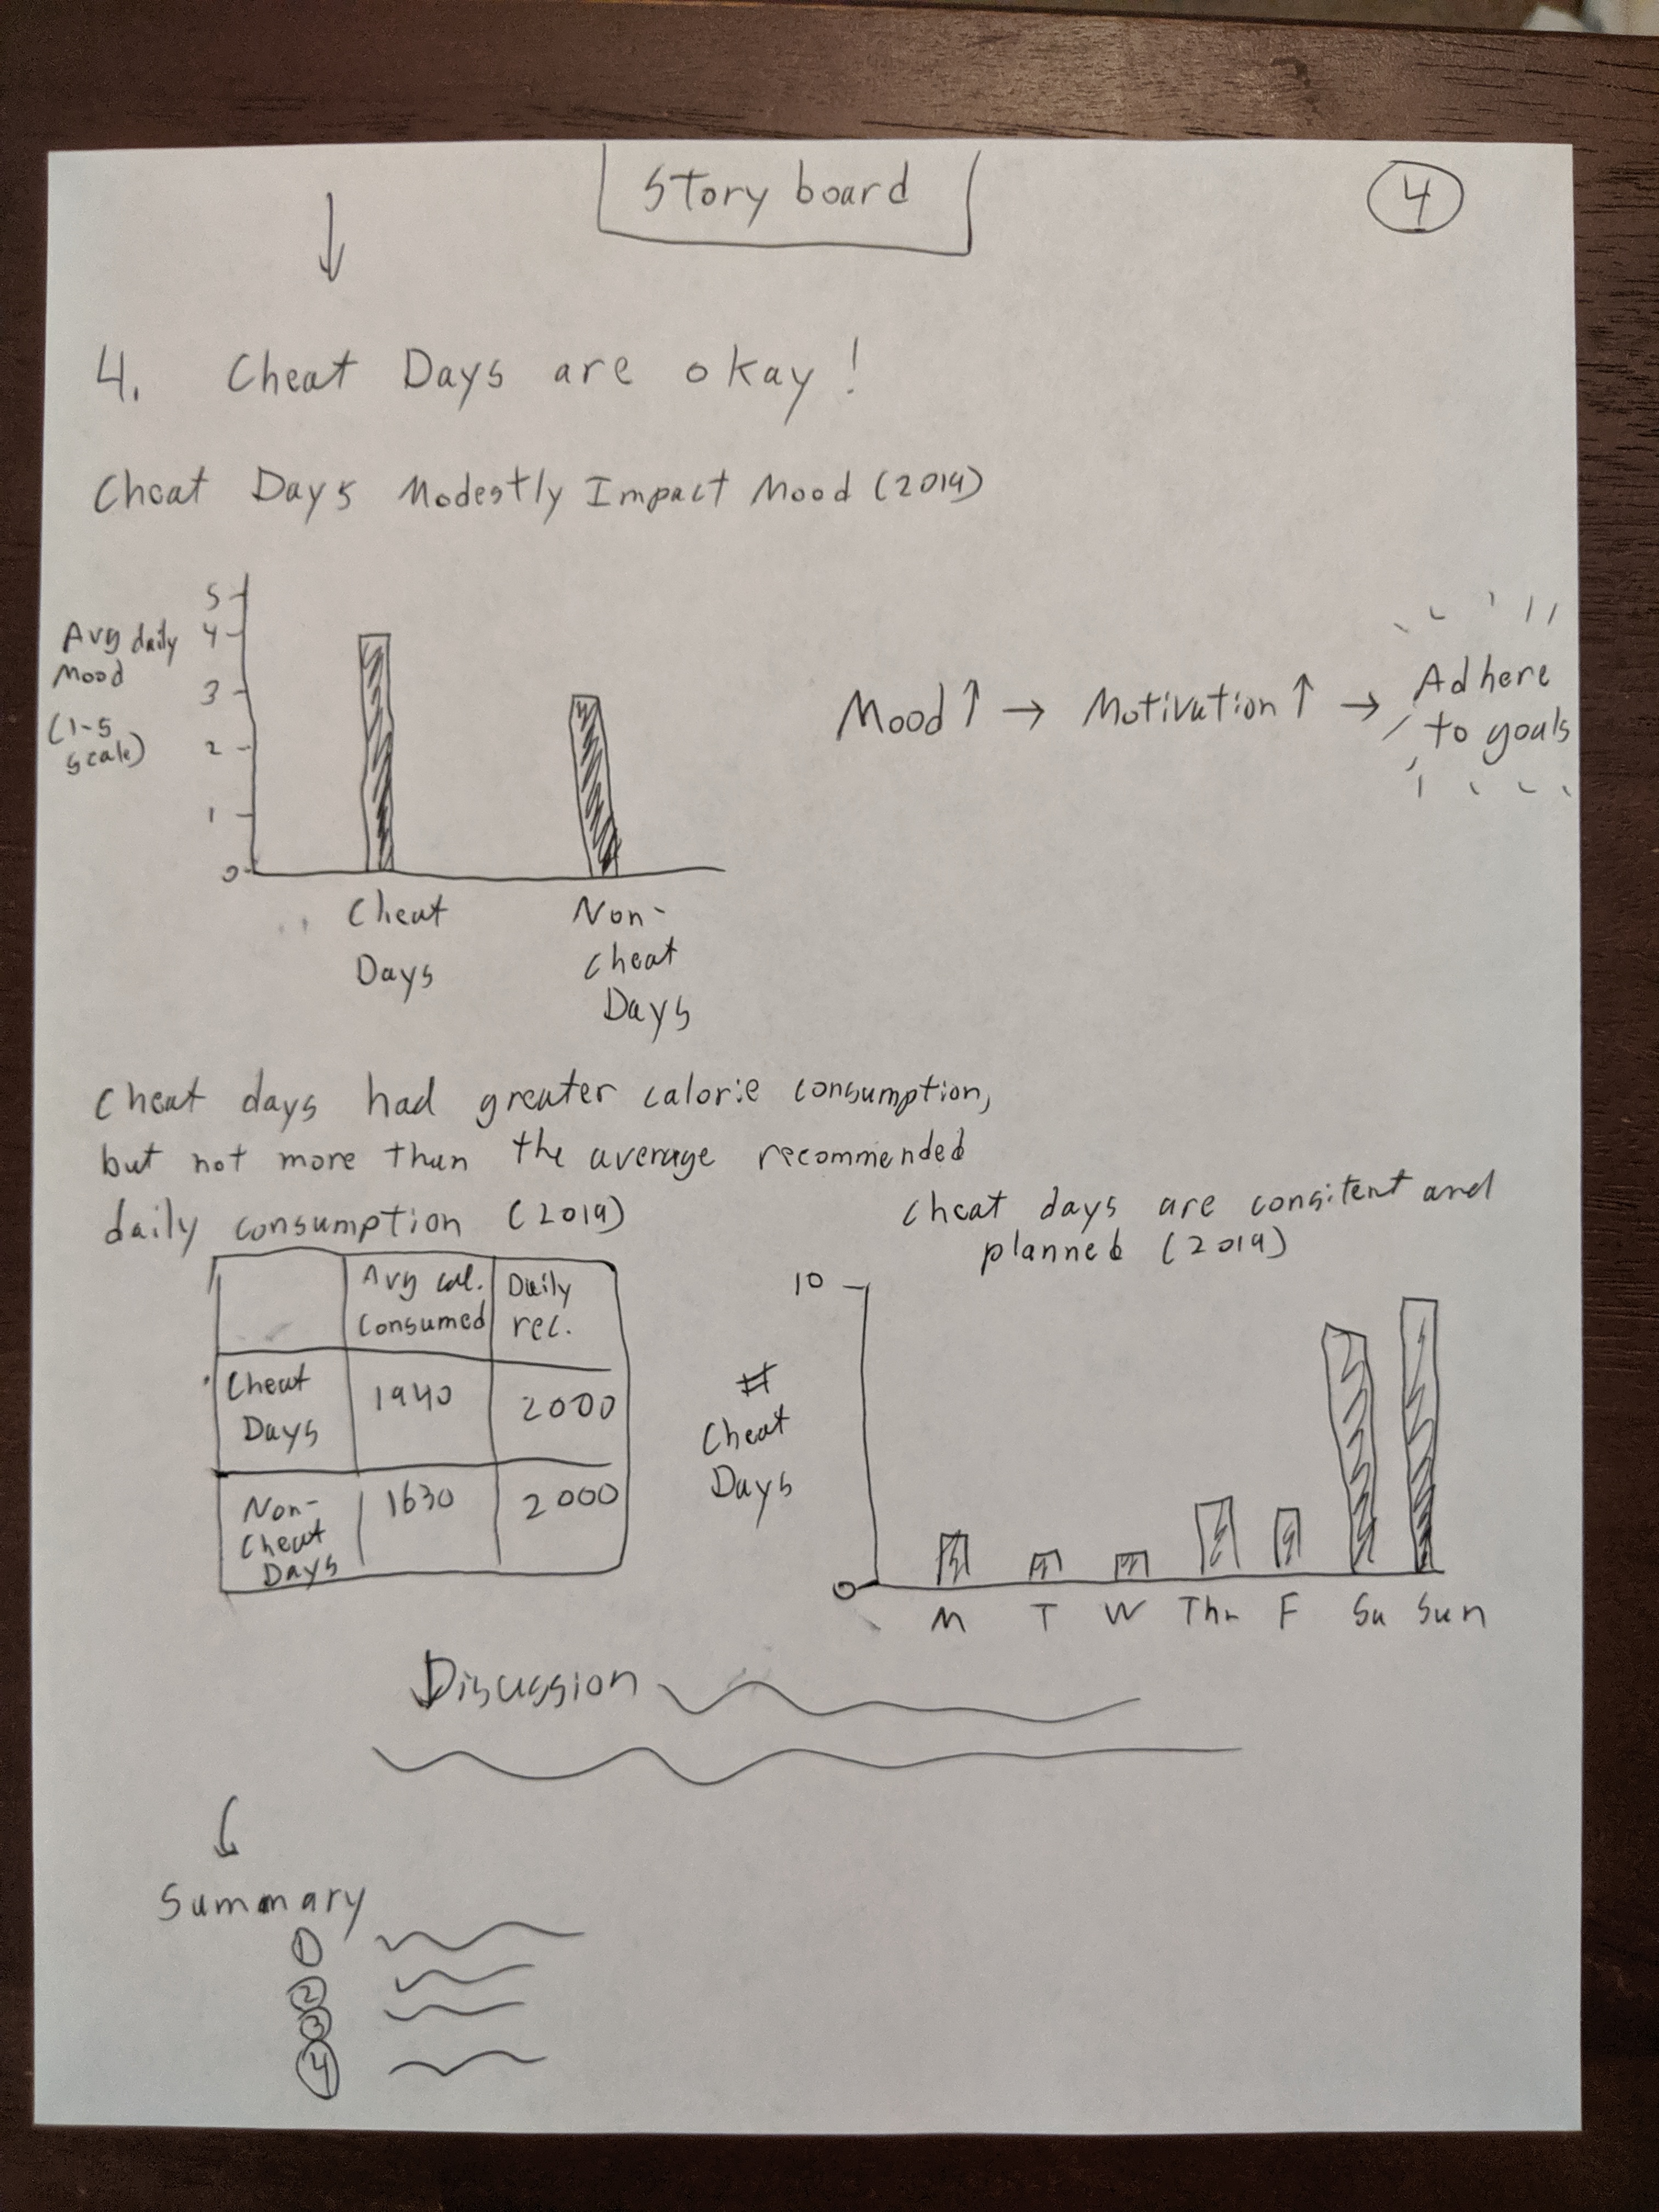 Story board
4
↓
4. Cheat Days are okay!
Cheat Days Modestly Impact Mood (2019)
5
4
3
2
1
0
Avg daily
Mood
(1-5
scale)
Cheat
Days
Non-
Cheat
Days
Mood ↑ → Motivation ↑ → Adhere
to goals
Cheat days had greater calorie consumption,
but not more than the average recommended
daily consumption (2019)
Avg cal.
Consumed
Daily
rec.
Cheat
Days
1940
2000
Non-
Cheat
Days
1630
2000
Cheat days are consitent and
planned (2019)
10
#
Cheat
Days
0
M T W Thr F Sa Sun
Discussion
Summary
1
2
3
4